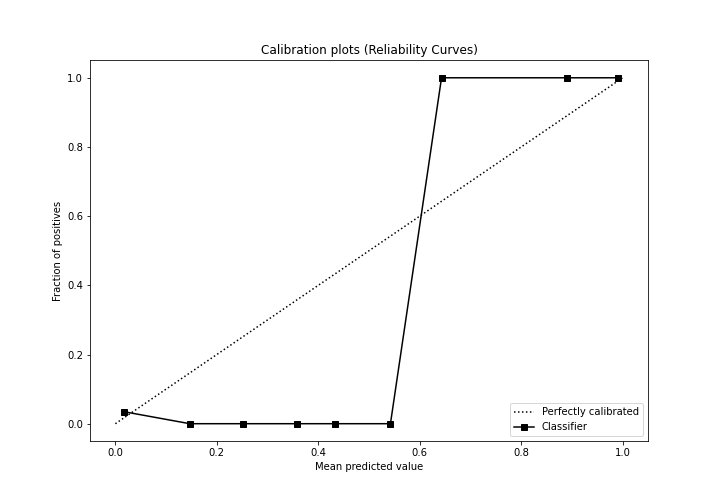 Calibration plots (Reliability Curves)
1.0
0.8
0.6
0.4
0.2
0.0
Fraction of positives
0.0 0.2 0.4 0.6 0.8 1.0
Mean predicted value
Perfectly calibrated
Classifier